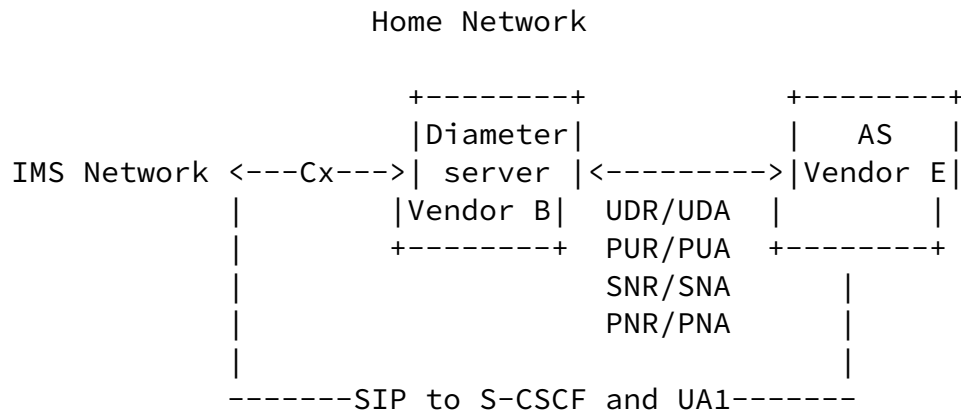 Home Network
+--------+ +--------+
|Diameter| | AS |
IMS Network <---Cx--->| server |<--------->|Vendor E|
| |Vendor B| UDR/UDA | |
| +--------+ PUR/PUA +--------+
| SNR/SNA |
| PNR/PNA |
| |
-------SIP to S-CSCF and UA1-------